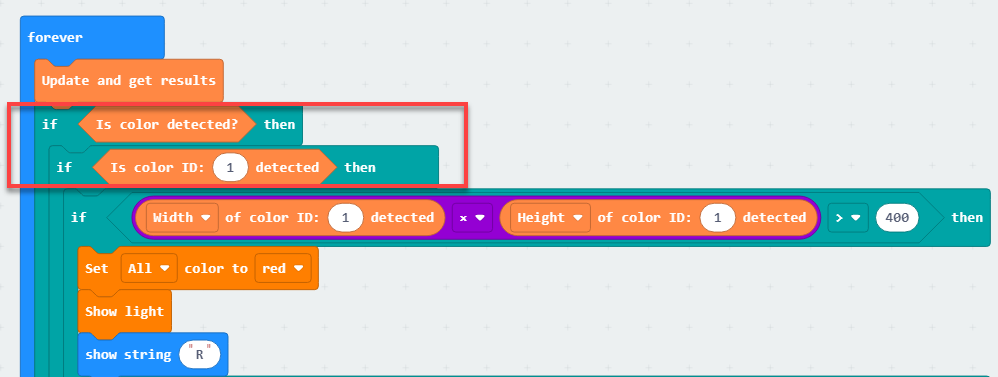 forever
Update and get results
if Is color detected? then
if Is color ID: 1 detected then
if Width of color ID: 1 detected × Height of color ID: 1 detected > 400 then
Set All color to red
Show light
show string "R"